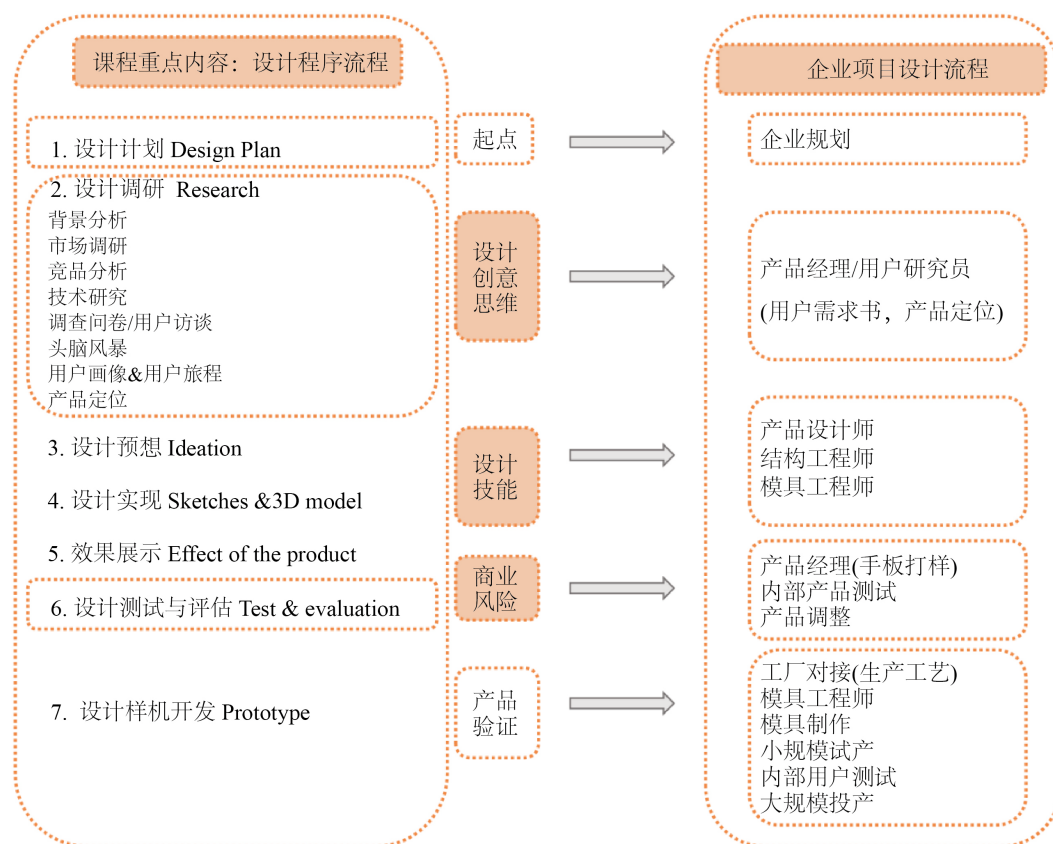 课程重点内容：设计程序流程
1. 设计计划 Design Plan
2. 设计调研 Research
背景分析
市场调研
竞品分析
技术研究
调查问卷/用户访谈
头脑风暴
用户画像&用户旅程
产品定位
3. 设计预想 Ideation
4. 设计实现 Sketches &3D model
5. 效果展示 Effect of the product
6. 设计测试与评估 Test & evaluation
7. 设计样机开发 Prototype
起点
设计
创意
思维
设计
技能
商业
风险
产品
验证
企业项目设计流程
企业规划
产品经理/用户研究员
(用户需求书，产品定位)
产品设计师
结构工程师
模具工程师
产品经理(手板打样)
内部产品测试
产品调整
工厂对接(生产工艺)
模具工程师
模具制作
小规模试产
内部用户测试
大规模投产